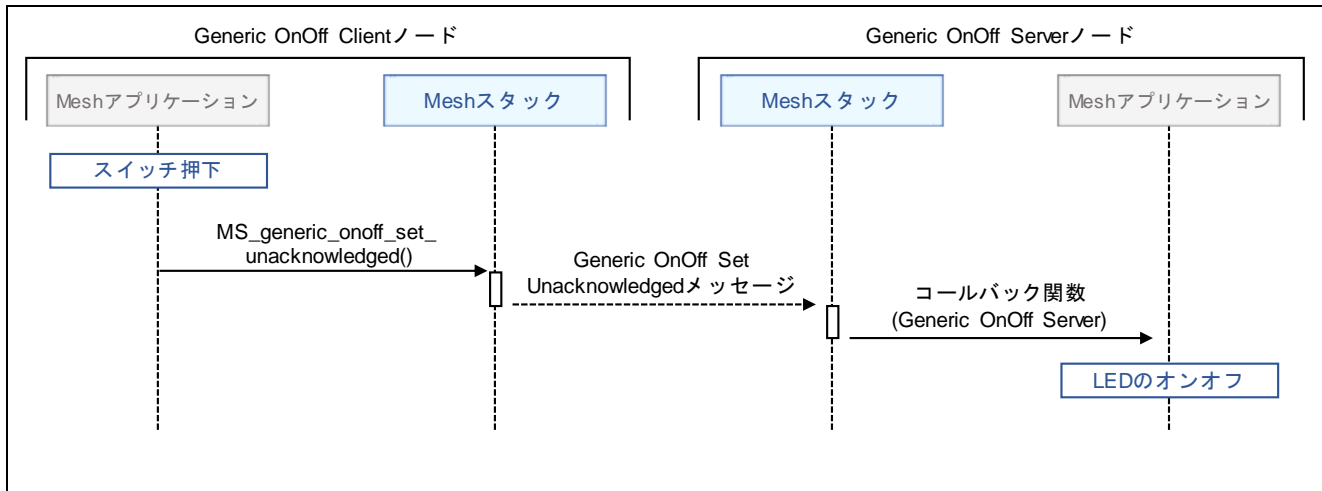 Generic OnOff Clientノード
Generic OnOff Serverノード
Meshアプリケーション
Meshスタック
Meshスタック
Meshアプリケーション
スイッチ押下
MS_generic_onoff_set_
unacknowledged()
Generic OnOff Set
Unacknowledgedメッセージ
コールバック関数
(Generic OnOff Server)
LEDのオンオフ